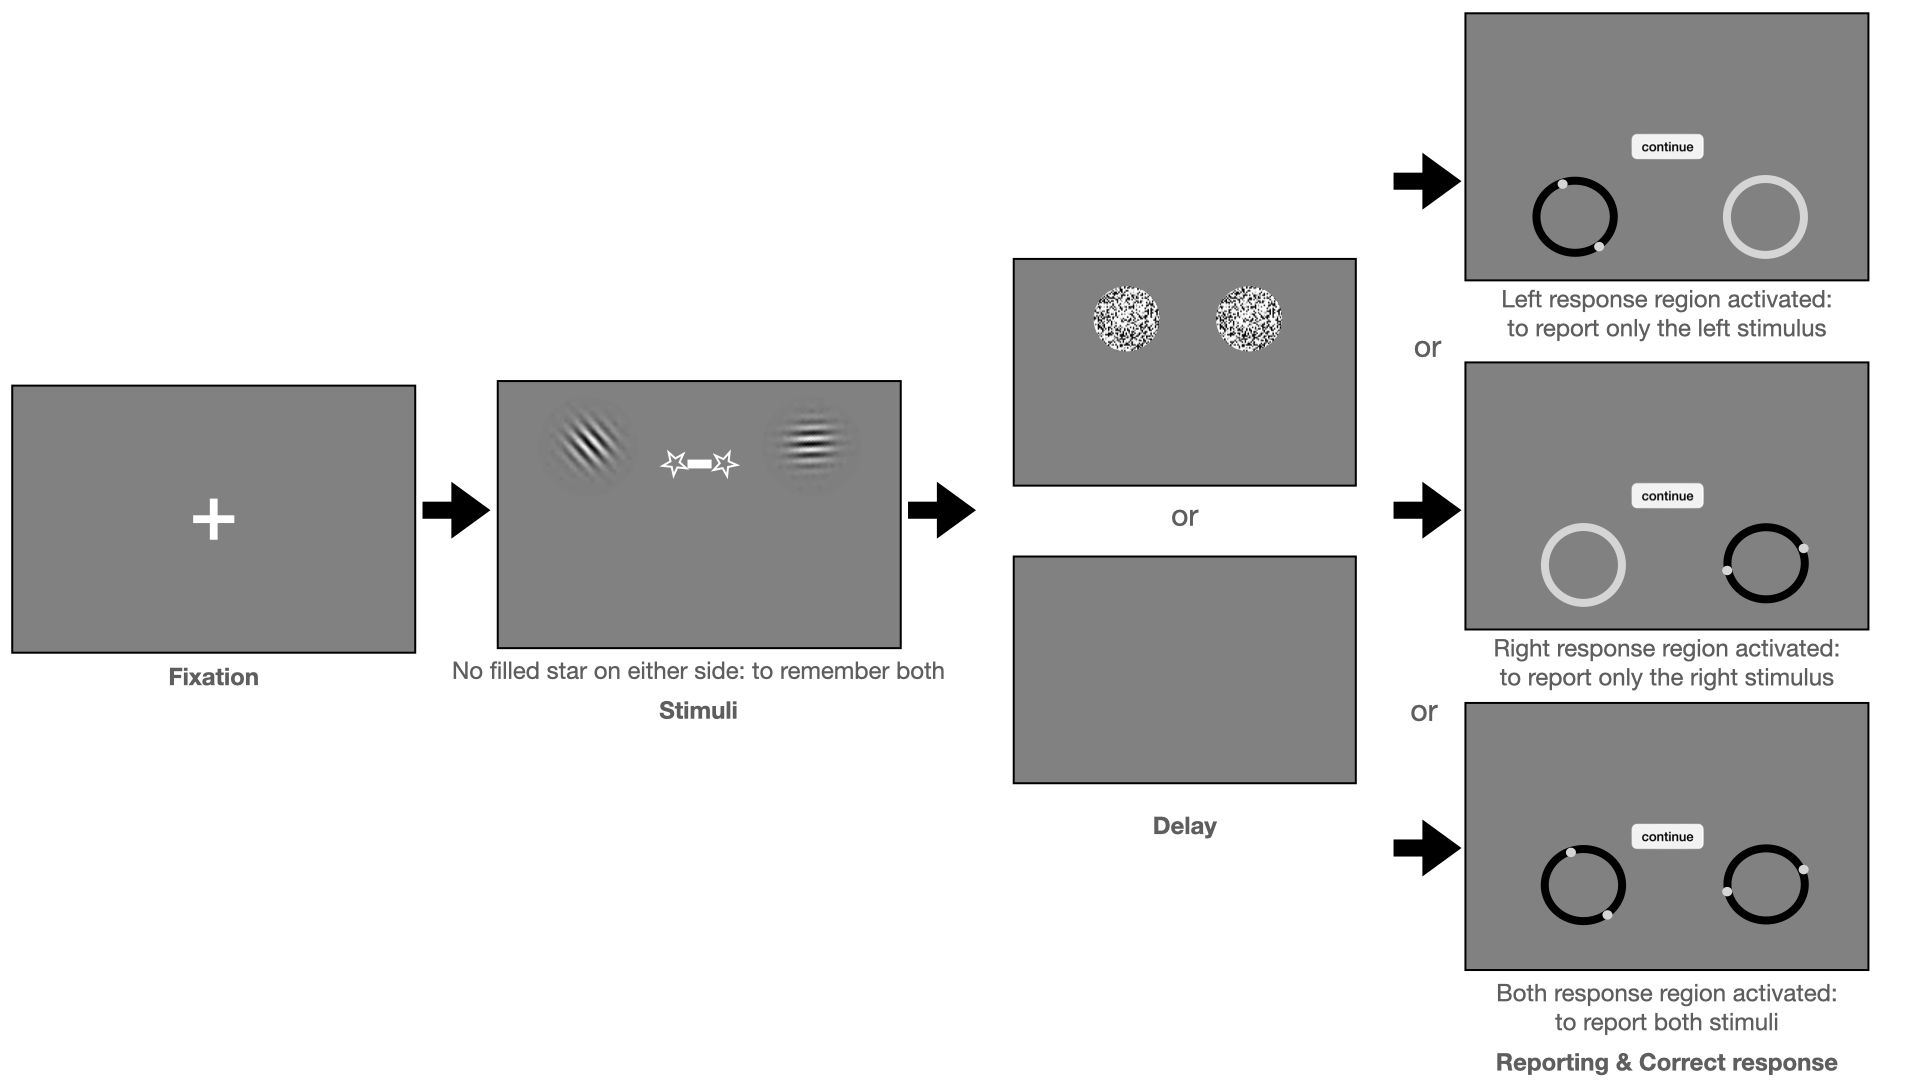 Fixation
No filled star on either side: to remember both
Stimuli
or
Delay
continue
Left response region activated:
to report only the left stimulus
or
continue
Right response region activated:
to report only the right stimulus
or
continue
Both response region activated:
to report both stimuli
Reporting & Correct response